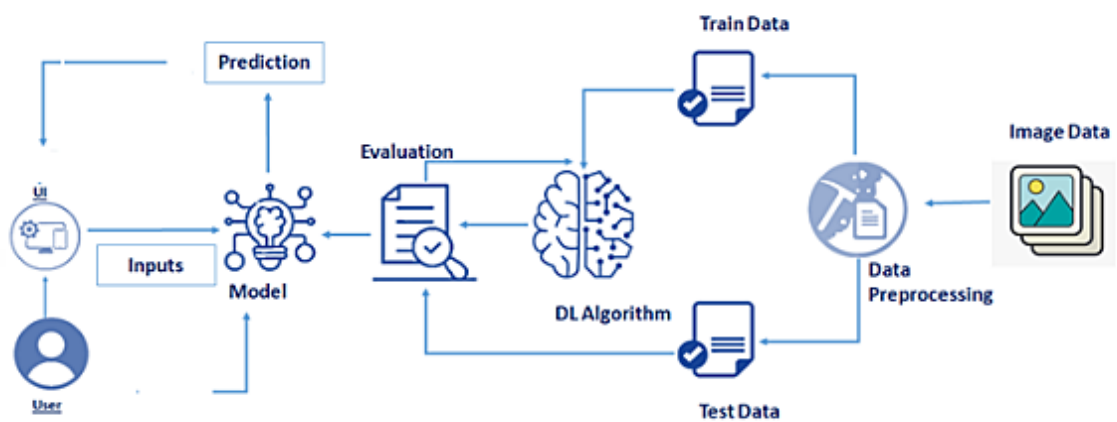 Train Data
Prediction
Image Data
Evaluation
UI
Inputs
Model
DL Algorithm
Data
Preprocessing
User
Test Data